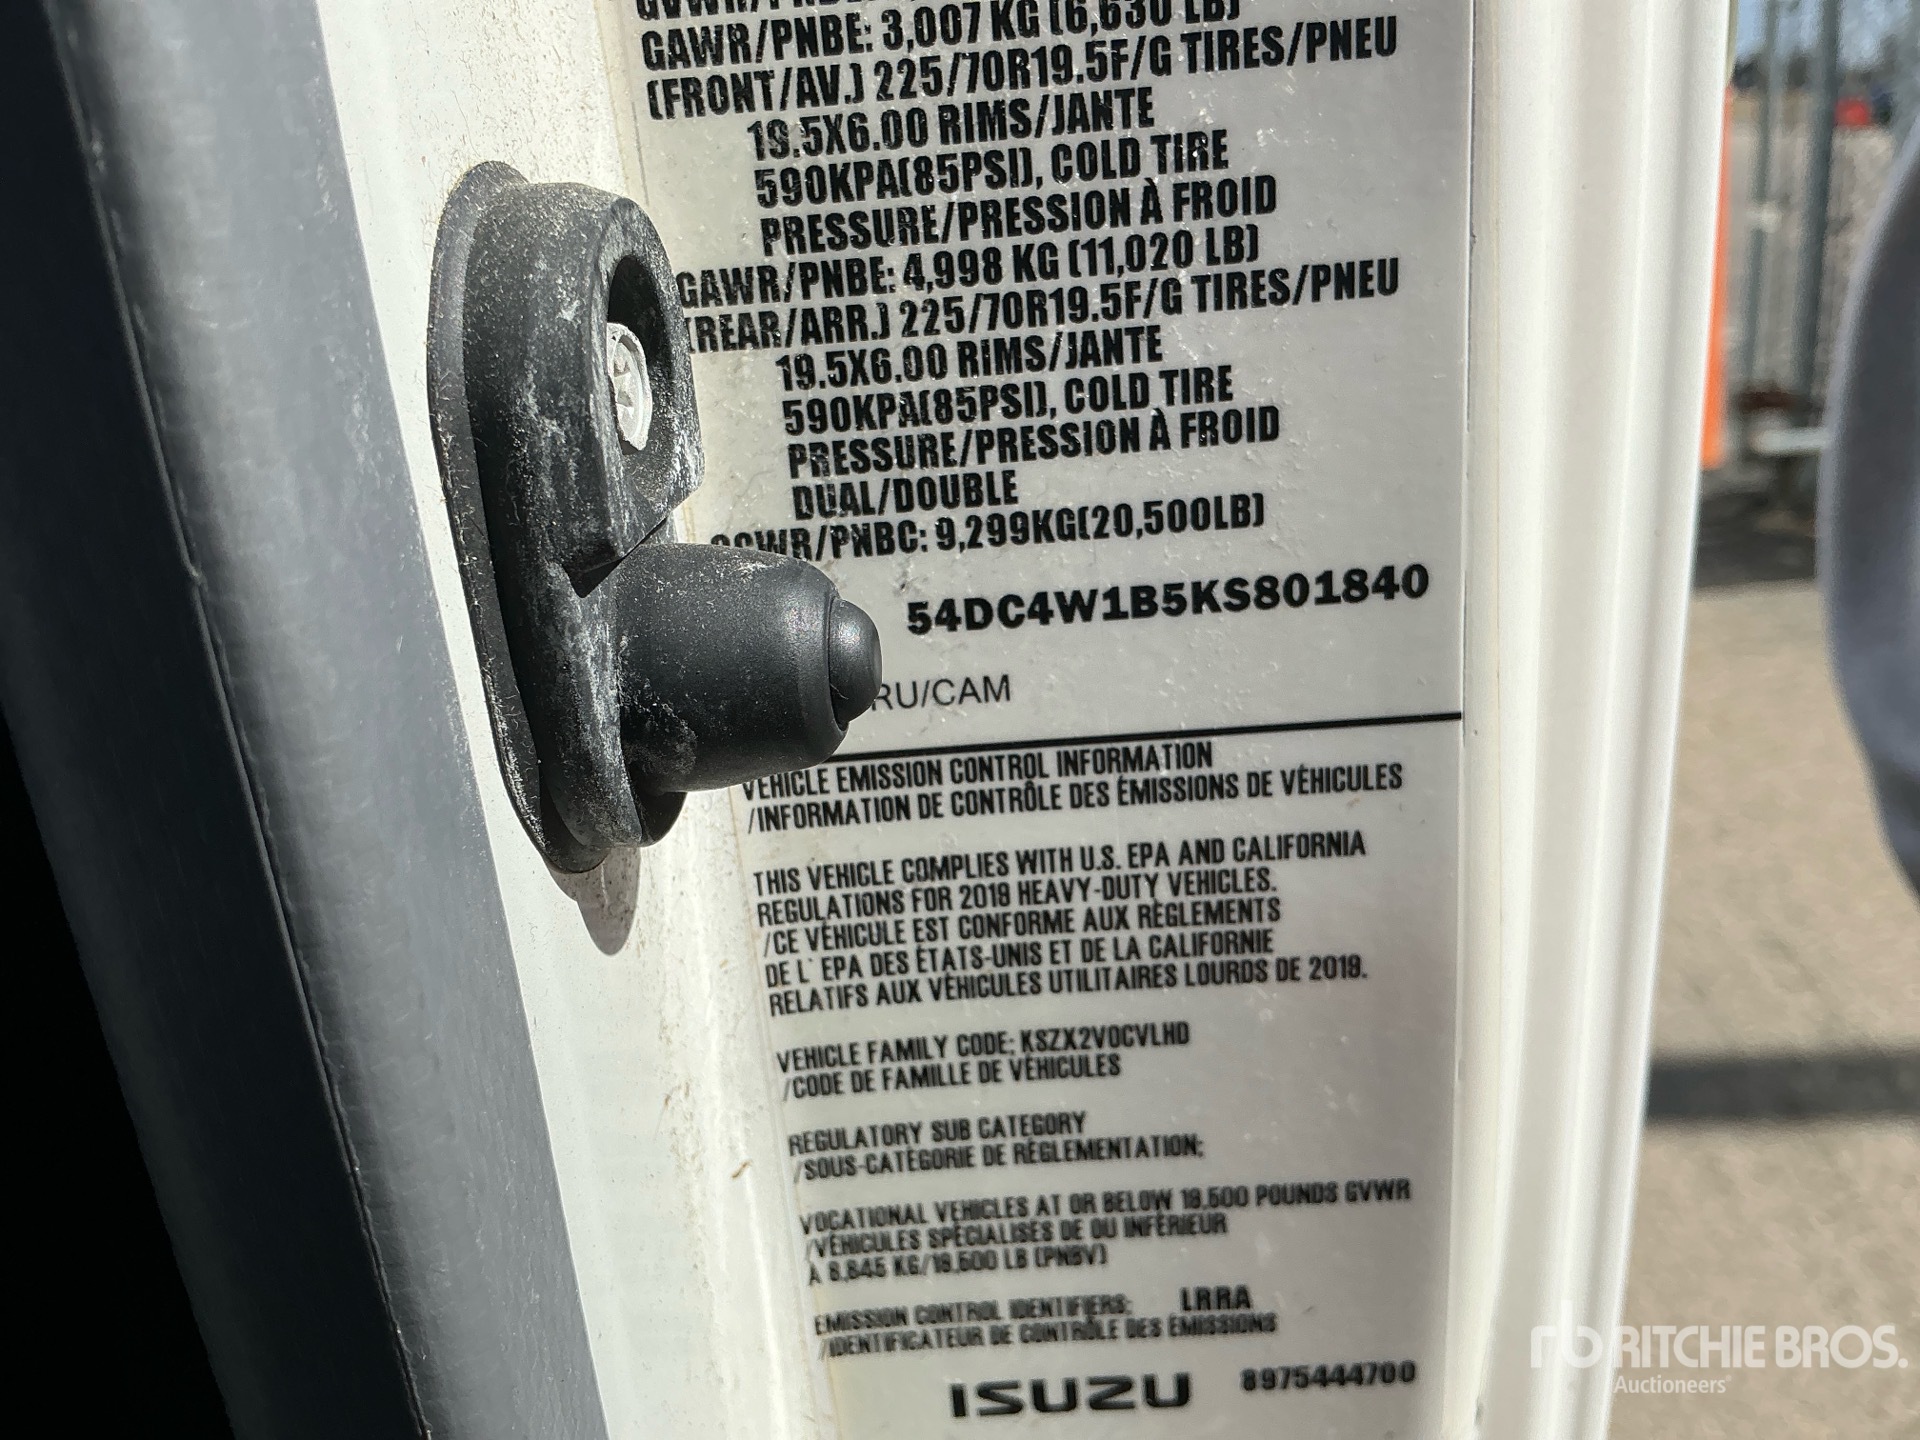 GAWR/PNBE: 3,007 KG (6,630 LB)
(FRONT/AV.) 225/70R19.5F/G TIRES/PNEU
19.5X6.00 RIMS/JANTE
590KPA(85PSI), COLD TIRE
PRESSURE/PRESSION À FROID
GAWR/PNBE: 4,998 KG (11,020 LB)
(REAR/ARR.) 225/70R19.5F/G TIRES/PNEU
19.5X6.00 RIMS/JANTE
590KPA(85PSI), COLD TIRE
PRESSURE/PRESSION À FROID
DUAL/DOUBLE
GCWR/PNBC: 9,299KG(20,500LB)
54DC4W1B5KS801840
RU/CAM
VEHICLE EMISSION CONTROL INFORMATION
/INFORMATION DE CONTRÔLE DES ÉMISSIONS DE VÉHICULES
THIS VEHICLE COMPLIES WITH U.S. EPA AND CALIFORNIA
REGULATIONS FOR 2019 HEAVY-DUTY VEHICLES.
/CE VÉHICULE EST CONFORME AUX RÈGLEMENTS
DE L' EPA DES ÉTATS-UNIS ET DE LA CALIFORNIE
RELATIFS AUX VÉHICULES UTILITAIRES LOURDS DE 2019.
VEHICLE FAMILY CODE: KSZX2VOCVLHD
/CODE DE FAMILLE DE VÉHICULES
REGULATORY SUB CATEGORY
/SOUS-CATÉGORIE DE RÉGLEMENTATION:
VOCATIONAL VEHICLES AT OR BELOW 19,500 POUNDS GVWR
/VÉHICULES SPÉCIALISÉS DE OU INFÉRIEUR
À 8,845 KG/19,500 LB (PNBV)
EMISSION CONTROL IDENTIFIERS: LRRA
/IDENTIFICATEUR DE CONTRÔLE DES ÉMISSIONS
ISUZU 8975444700
rb RITCHIE BROS.
Auctioneers